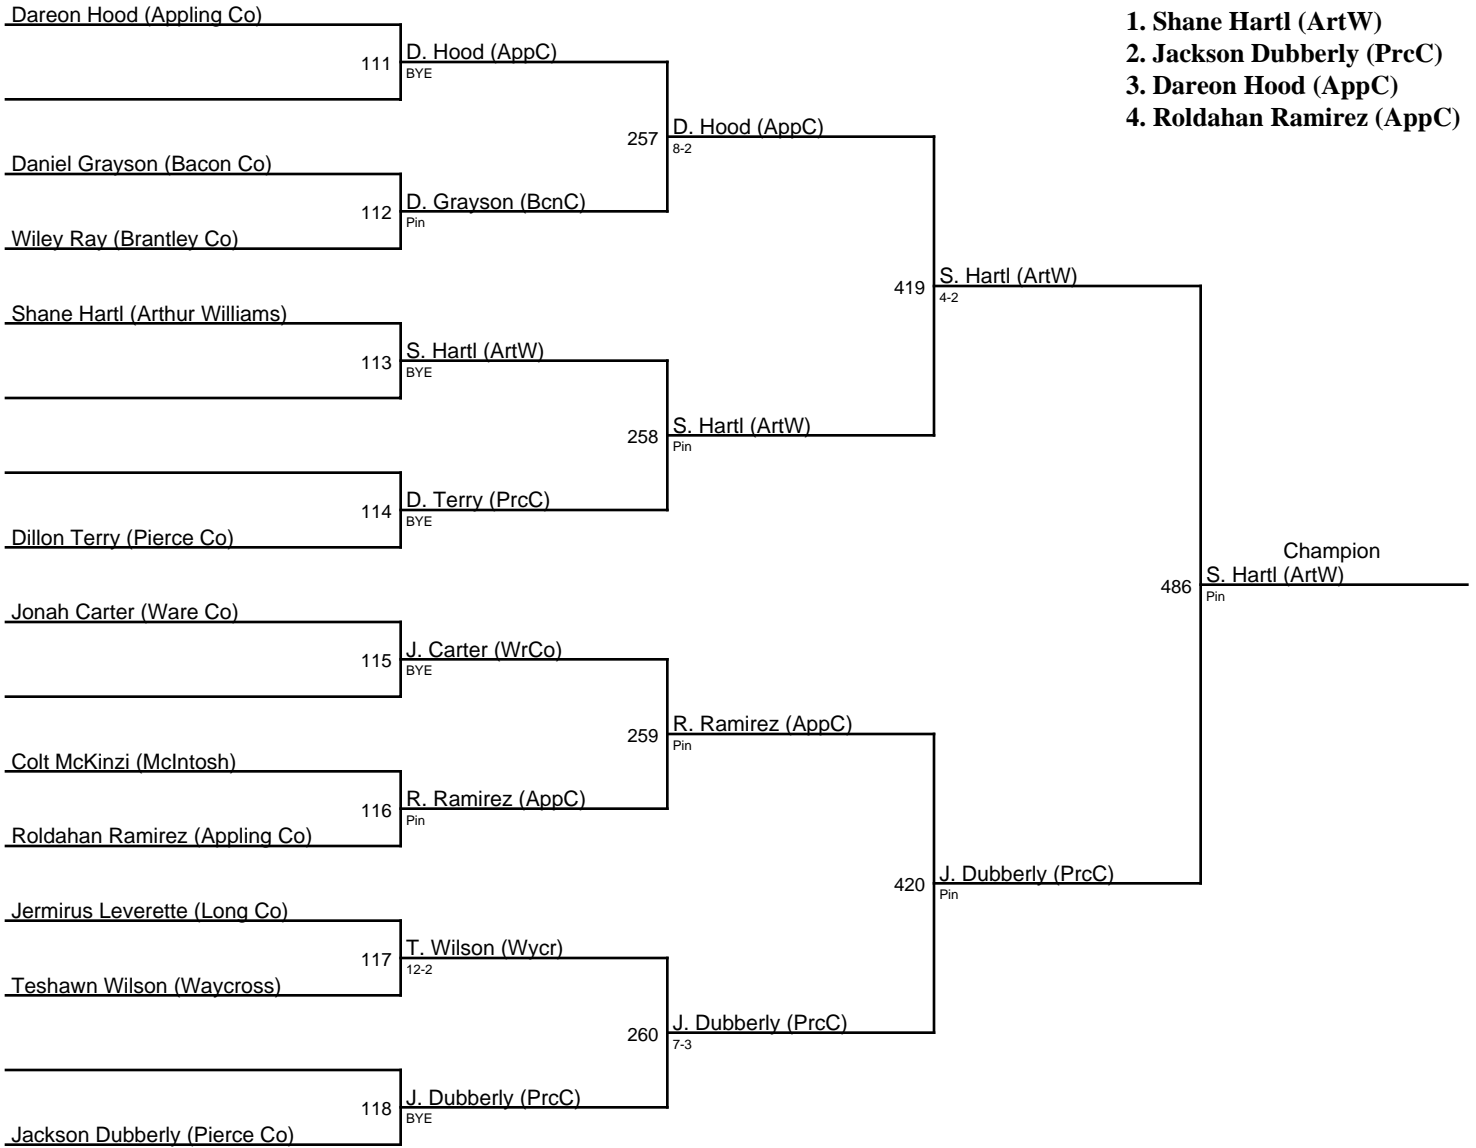 Dareon Hood (Appling Co)
1. Shane Hartl (ArtW)
2. Jackson Dubberly (PrcC)
3. Dareon Hood (AppC)
4. Roldahan Ramirez (AppC)
111
D. Hood (AppC)
BYE
257
D. Hood (AppC)
8-2
Daniel Grayson (Bacon Co)
112
D. Grayson (BcnC)
Pin
Wiley Ray (Brantley Co)
419
S. Hartl (ArtW)
4-2
Shane Hartl (Arthur Williams)
113
S. Hartl (ArtW)
BYE
258
S. Hartl (ArtW)
Pin
114
D. Terry (PrcC)
BYE
Dillon Terry (Pierce Co)
Champion
486
S. Hartl (ArtW)
Pin
Jonah Carter (Ware Co)
115
J. Carter (WrCo)
BYE
259
R. Ramirez (AppC)
Pin
Colt McKinzi (McIntosh)
116
R. Ramirez (AppC)
Pin
Roldahan Ramirez (Appling Co)
420
J. Dubberly (PrcC)
Pin
Jermirus Leverette (Long Co)
117
T. Wilson (Wycr)
12-2
Teshawn Wilson (Waycross)
260
J. Dubberly (PrcC)
7-3
118
J. Dubberly (PrcC)
BYE
Jackson Dubberly (Pierce Co)